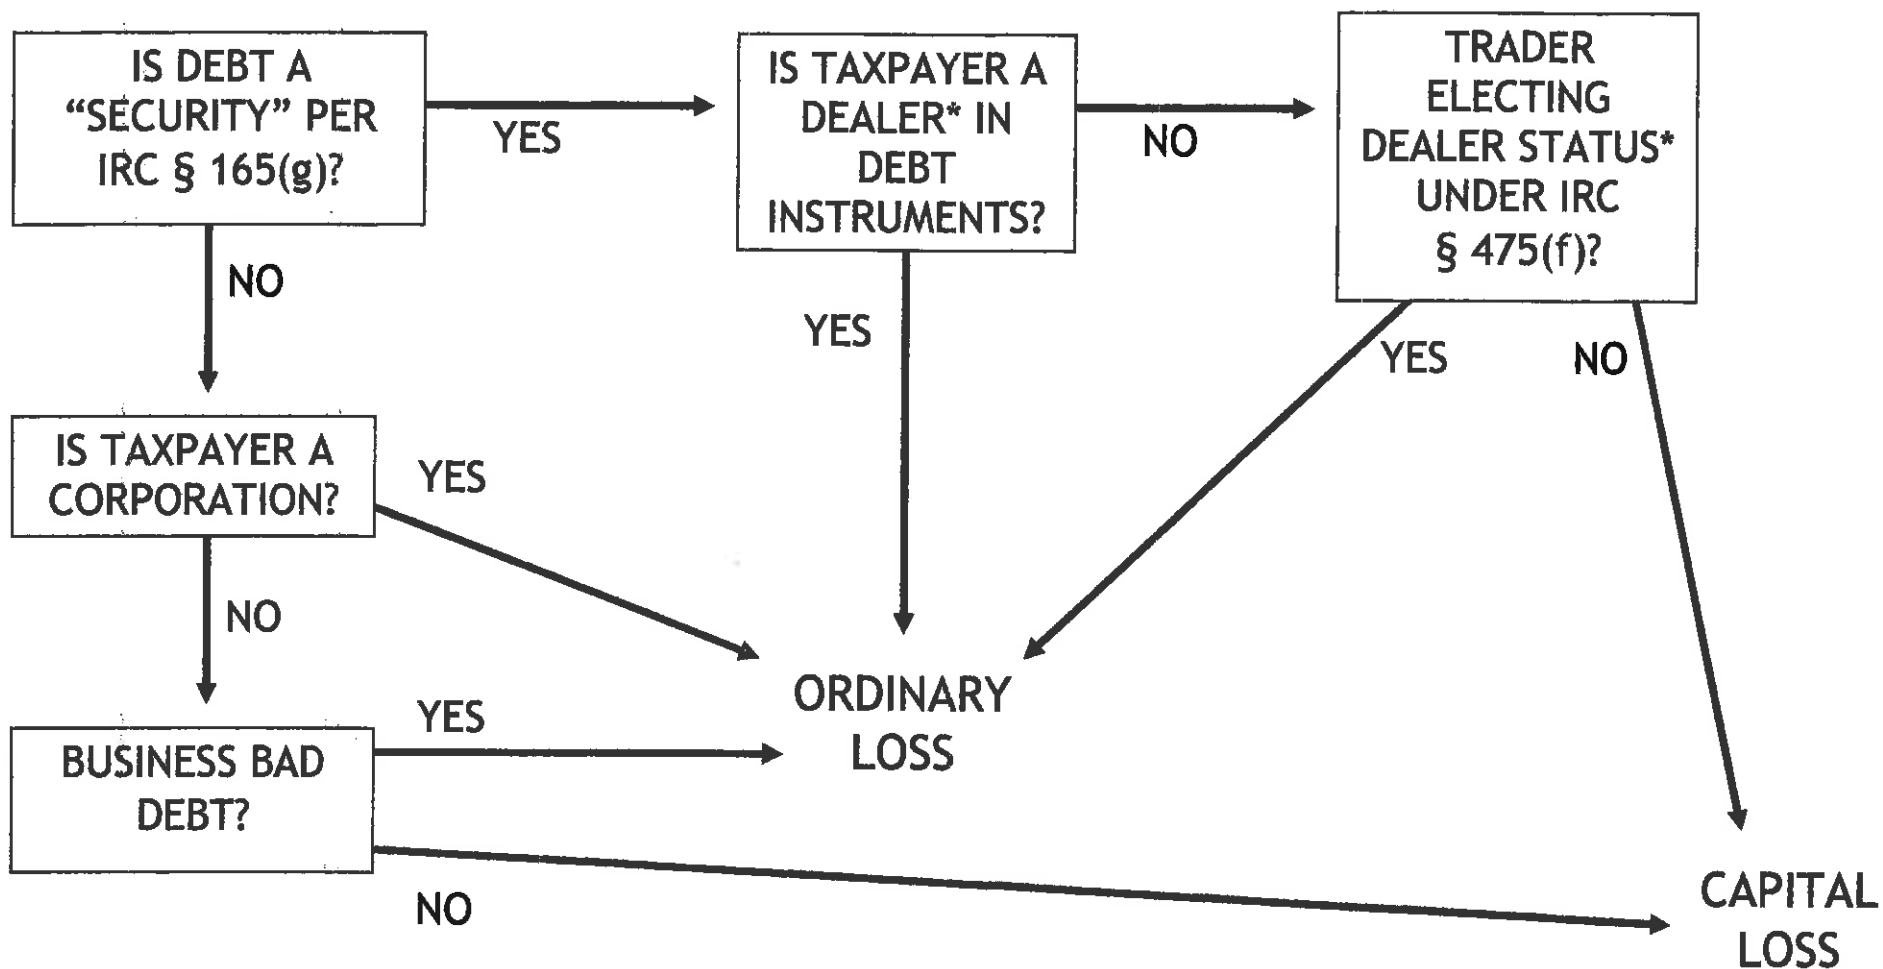 IS DEBT A
“SECURITY” PER
IRC § 165(g)?
YES
IS TAXPAYER A
DEALER* IN
DEBT
INSTRUMENTS?
NO
TRADER
ELECTING
DEALER STATUS*
UNDER IRC
§ 475(f)?
NO
YES
YES
NO
IS TAXPAYER A
CORPORATION?
YES
NO
ORDINARY
LOSS
BUSINESS BAD
DEBT?
YES
NO
CAPITAL
LOSS